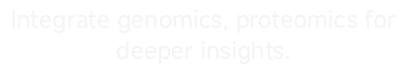 Integrate genomics, proteomics for
deeper insights.